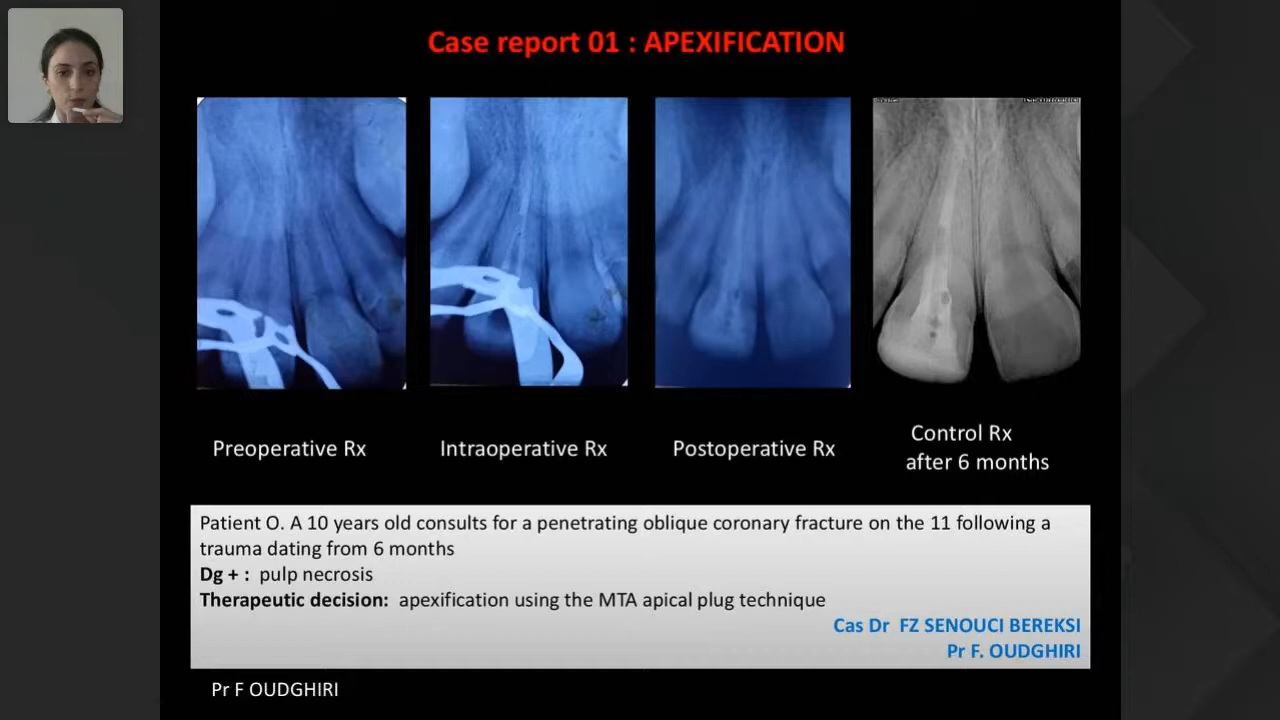 Case report 01 : APEXIFICATION
Preoperative Rx
Intraoperative Rx
Postoperative Rx
Control Rx
after 6 months
Patient O. A 10 years old consults for a penetrating oblique coronary fracture on the 11 following a
trauma dating from 6 months
Dg + : pulp necrosis
Therapeutic decision: apexification using the MTA apical plug technique
Cas Dr FZ SENOUCI BEREKSI
Pr F. OUDGHIRI
Pr F OUDGHIRI